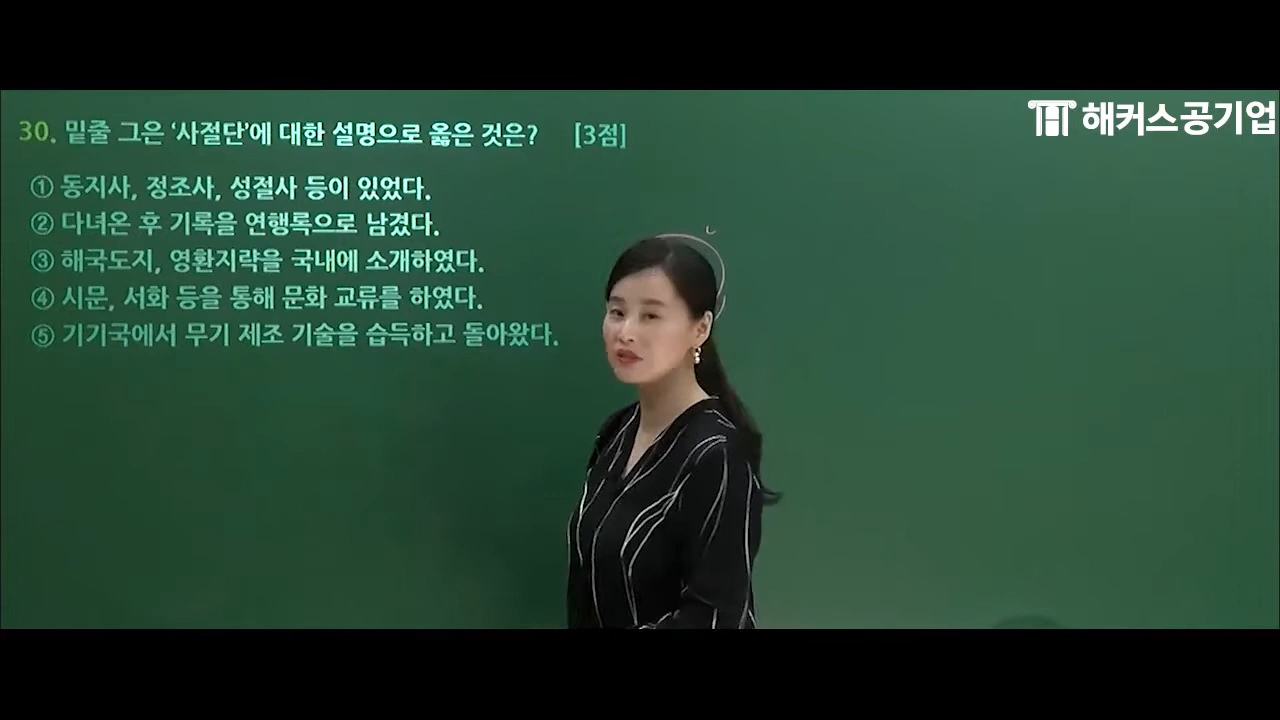 해커스공기업
30. 밑줄 그은 '사절단'에 대한 설명으로 옳은 것은? [3점]
① 동지사, 정조사, 성절사 등이 있었다.
② 다녀온 후 기록을 연행록으로 남겼다.
③ 해국도지, 영환지략을 국내에 소개하였다.
④ 시문, 서화 등을 통해 문화 교류를 하였다.
⑤ 기기국에서 무기 제조 기술을 습득하고 돌아왔다.